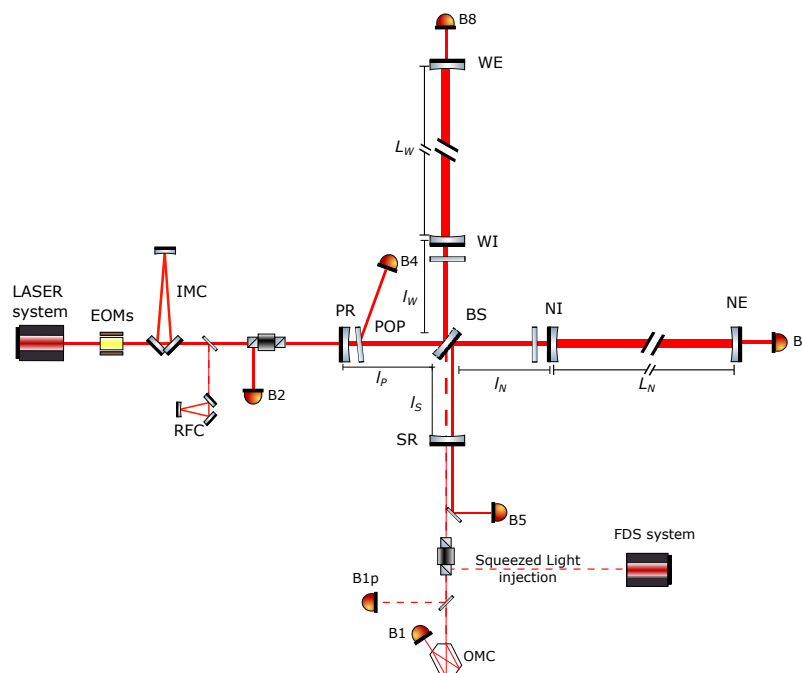 B8
WE
L_W
WI
B4
l_W
LASER
system
EOMs
IMC
PR
POP
BS
NI
NE
B
B2
l_P
l_S
l_N
L_N
RFC
SR
B5
FDS system
Squeezed Light
injection
B1p
B1
OMC